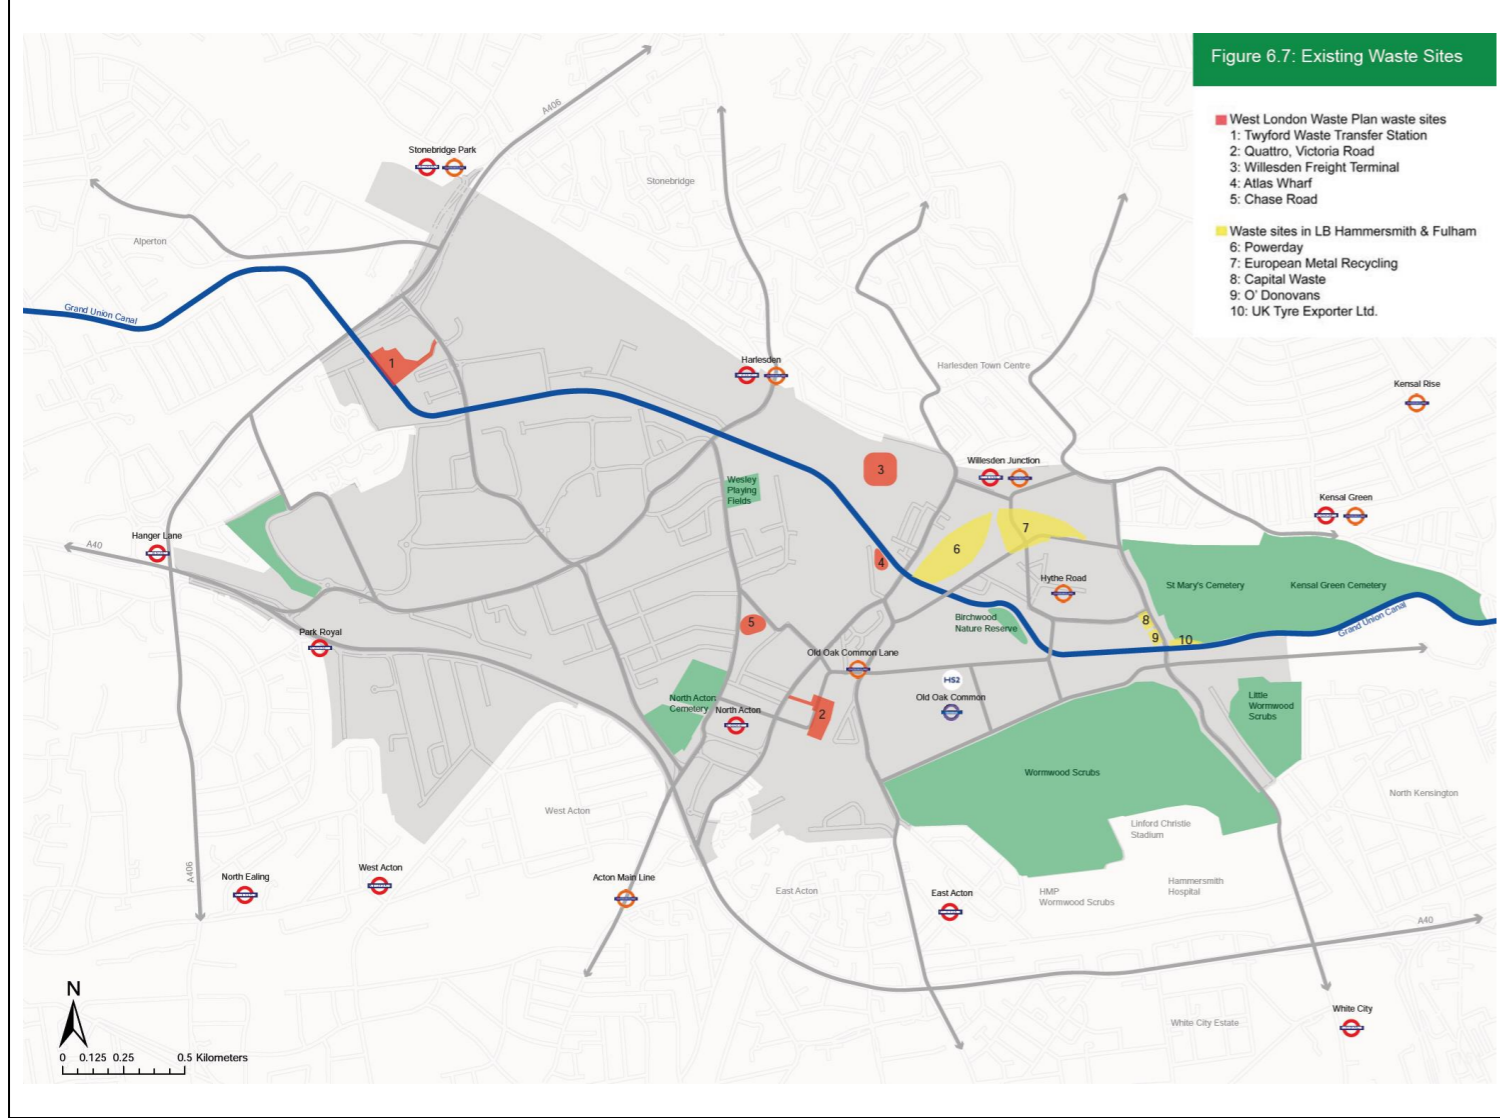 Figure 6.7: Existing Waste Sites
West London Waste Plan waste sites
1: Twyford Waste Transfer Station
2: Quattro, Victoria Road
3: Willesden Freight Terminal
4: Atlas Wharf
5: Chase Road
Waste sites in LB Hammersmith & Fulham
6: Powerday
7: European Metal Recycling
8: Capital Waste
9: O' Donovans
10: UK Tyre Exporter Ltd.
A406
Stonebridge Park
Stonebridge
Alperton
Grand Union Canal
1
Harlesden
Harlesden Town Centre
Kensal Rise
3
Willesden Junction
Wesley
Playing
Fields
Kensal Green
Hanger Lane
A40
7
6
4
Hythe Road
St Mary's Cemetery
Kensal Green Cemetery
Birchwood
Nature Reserve
Grand Union Canal
5
8
9
10
Park Royal
Old Oak Common Lane
HS2
Old Oak Common
North Acton
Cemetery
North Acton
2
Little
Wormwood
Scrubs
Wormwood Scrubs
North Kensington
West Acton
Linford Christie
Stadium
A406
North Ealing
West Acton
Acton Main Line
East Acton
East Acton
HMP
Wormwood Scrubs
Hammersmith
Hospital
A40
N
White City
White City Estate
0 0.125 0.25 0.5 Kilometers